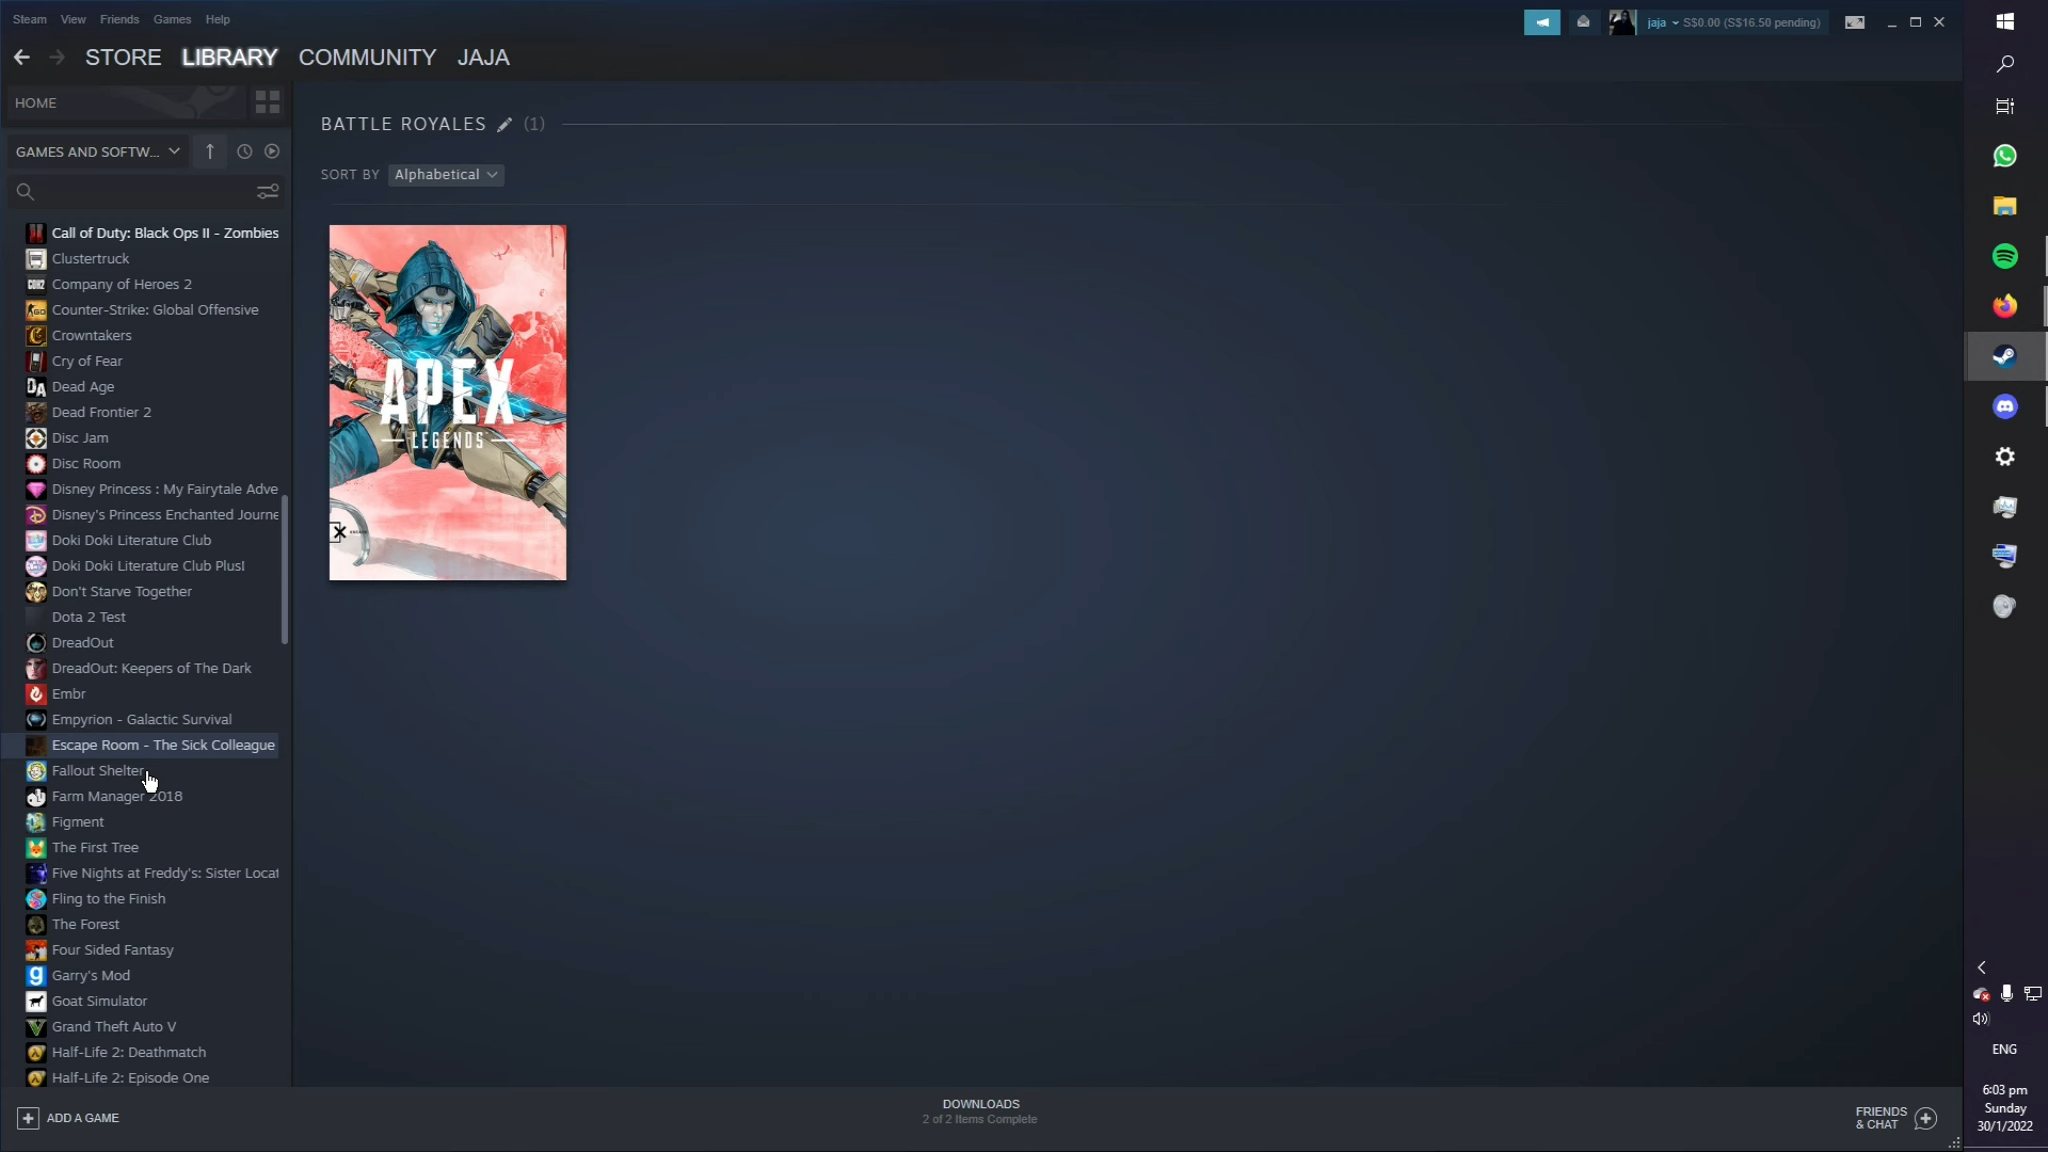 Steam View Friends Games Help
jaja S$0.00 (S$16.50 pending)
STORE LIBRARY COMMUNITY JAJA
HOME
GAMES AND SOFTW...
Call of Duty: Black Ops II - Zombies
Clustertruck
Company of Heroes 2
Counter-Strike: Global Offensive
Crowntakers
Cry of Fear
Dead Age
Dead Frontier 2
Disc Jam
Disc Room
Disney Princess : My Fairytale Adve
Disney's Princess Enchanted Journe
Doki Doki Literature Club
Doki Doki Literature Club Plus!
Don't Starve Together
Dota 2 Test
DreadOut
DreadOut: Keepers of The Dark
Embr
Empyrion - Galactic Survival
Escape Room - The Sick Colleague
Fallout Shelter
Farm Manager 2018
Figment
The First Tree
Five Nights at Freddy's: Sister Locat
Fling to the Finish
The Forest
Four Sided Fantasy
Garry's Mod
Goat Simulator
Grand Theft Auto V
Half-Life 2: Deathmatch
Half-Life 2: Episode One
ADD A GAME
BATTLE ROYALES (1)
SORT BY Alphabetical
APEX
LEGENDS
DOWNLOADS
2 of 2 Items Complete
FRIENDS
& CHAT
ENG
6:03 pm
Sunday
30/1/2022